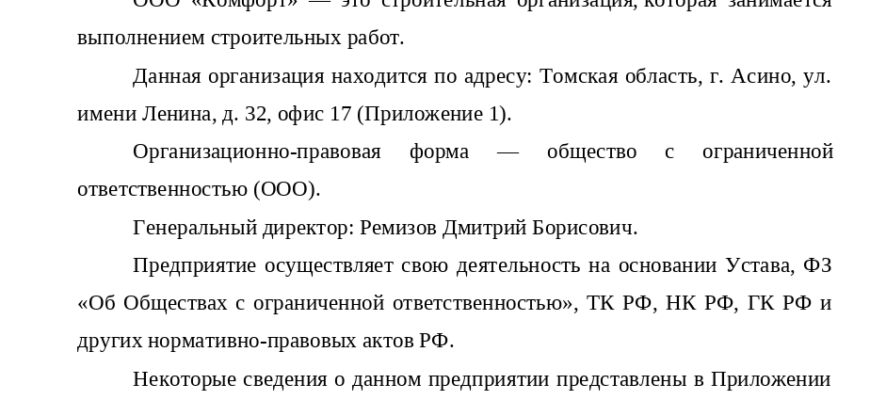 ООО «Комфорт» — это строительная организация, которая занимается
выполнением строительных работ.
Данная организация находится по адресу: Томская область, г. Асино, ул.
имени Ленина, д. 32, офис 17 (Приложение 1).
Организационно-правовая форма — общество с ограниченной
ответственностью (ООО).
Генеральный директор: Ремизов Дмитрий Борисович.
Предприятие осуществляет свою деятельность на основании Устава, ФЗ
«Об Обществах с ограниченной ответственностью», ТК РФ, НК РФ, ГК РФ и
других нормативно-правовых актов РФ.
Некоторые сведения о данном предприятии представлены в Приложении